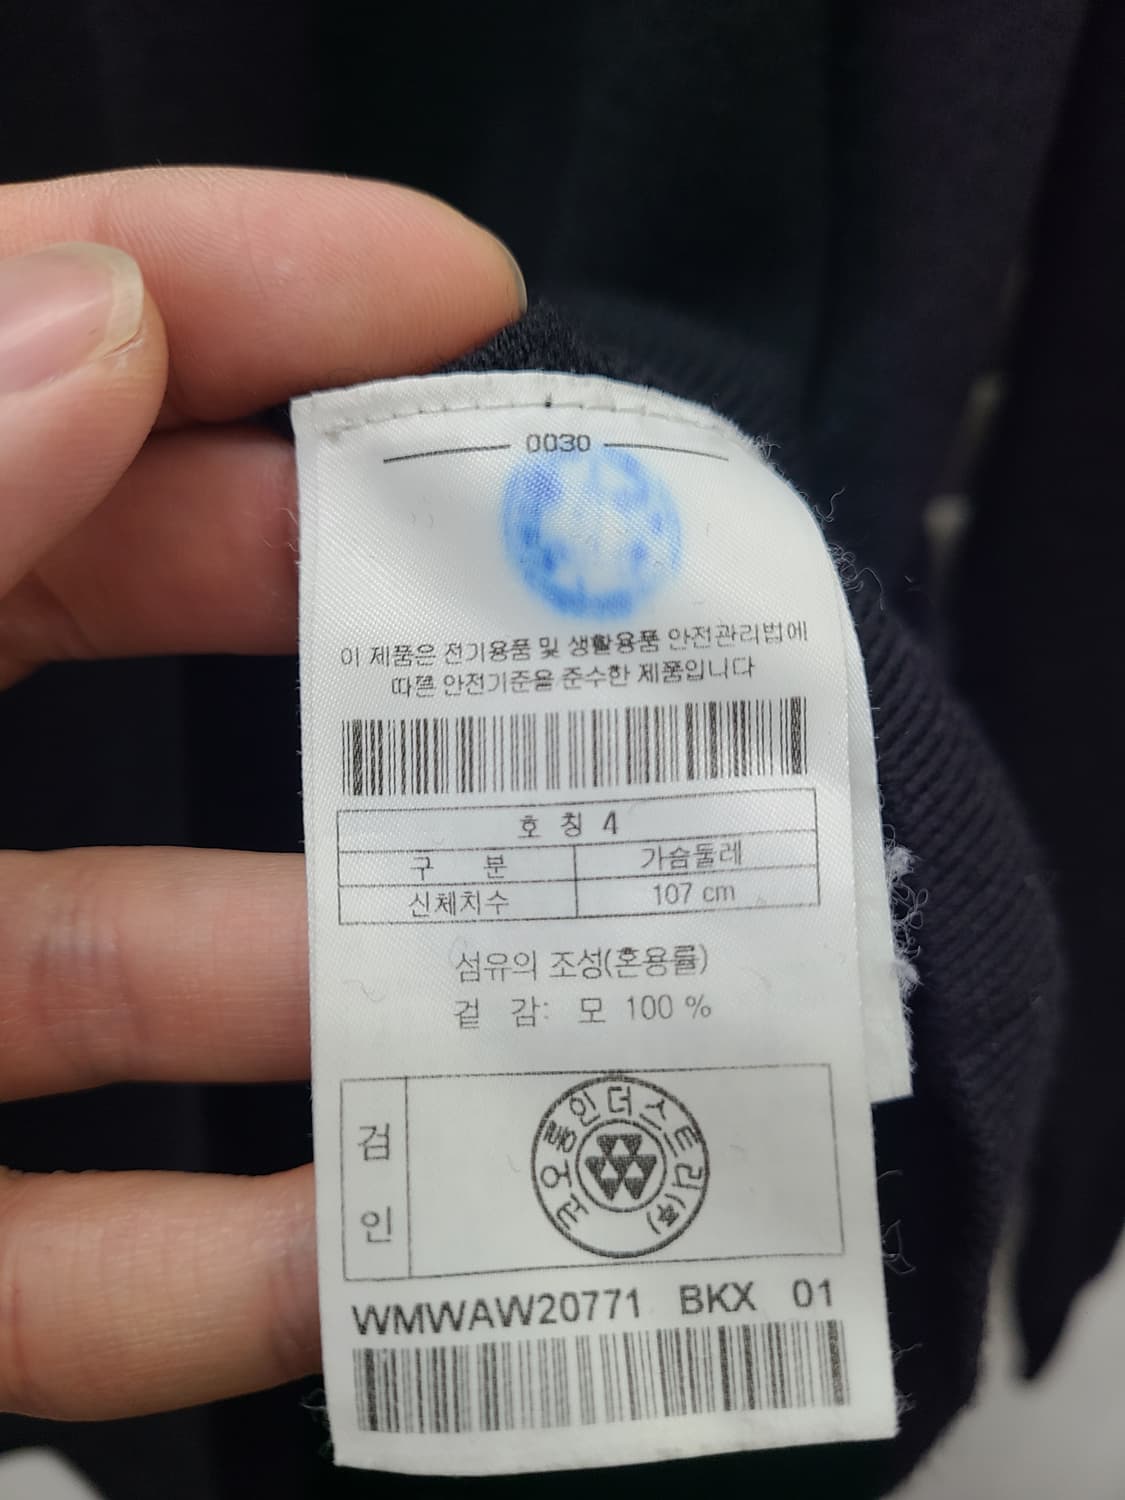 0030
이 제품은 전기용품 및 생활용품 안전관리법에
따른 안전기준을 준수한 제품입니다
호 칭 4
구 분 가슴둘레
신체치수 107 cm
섬유의 조성(혼용률)
겉 감: 모 100 %
검
인
코오롱인더스트리(주)
WMWAW20771 BKX 01